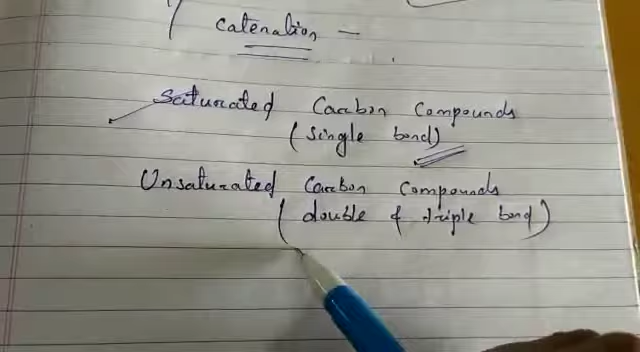 Catenation —
Saturated Carbon Compounds
(single bond)
Unsaturated Carbon Compounds
(double & triple bond)